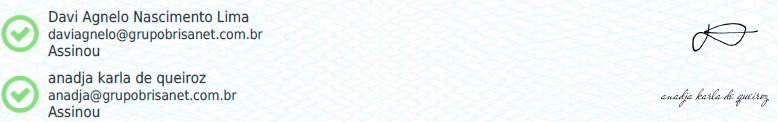 Davi Agnelo Nascimento Lima
daviagnelo@grupobrisanet.com.br
Assinou
anadja karla de queiroz
anadja@grupobrisanet.com.br
Assinou
anadja karla de queiroz